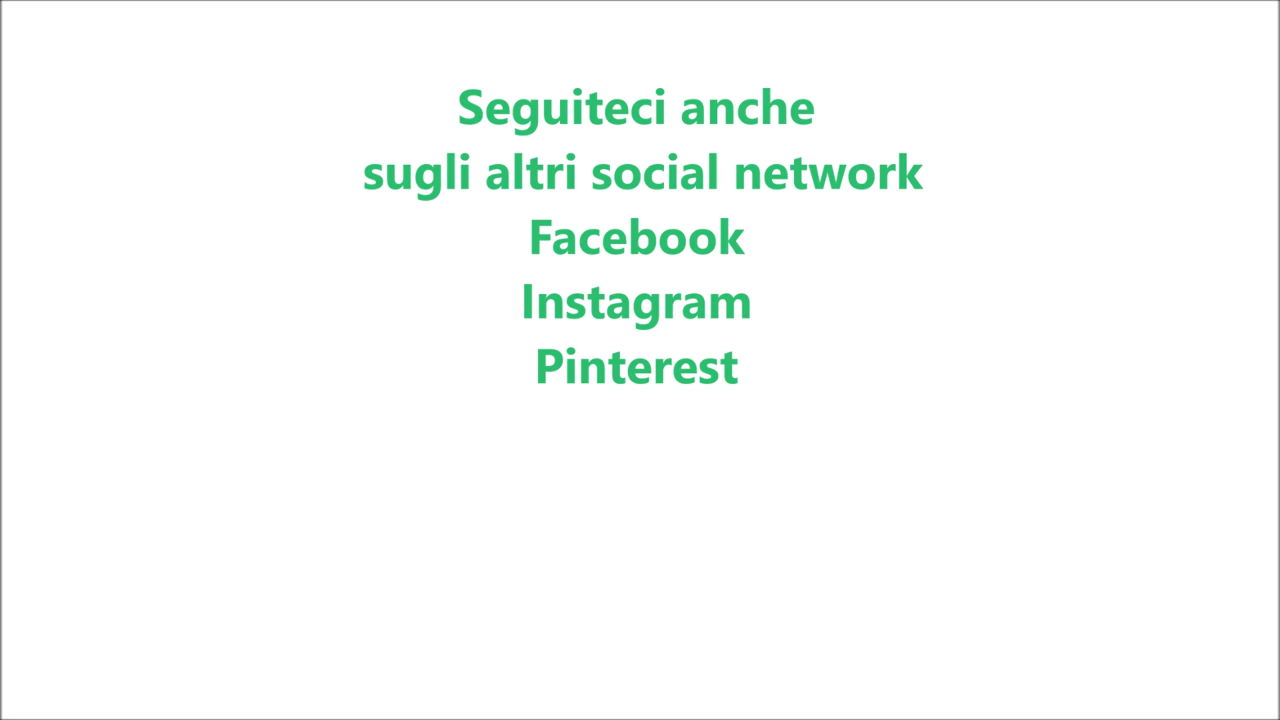 Seguiteci anche
sugli altri social network
Facebook
Instagram
Pinterest